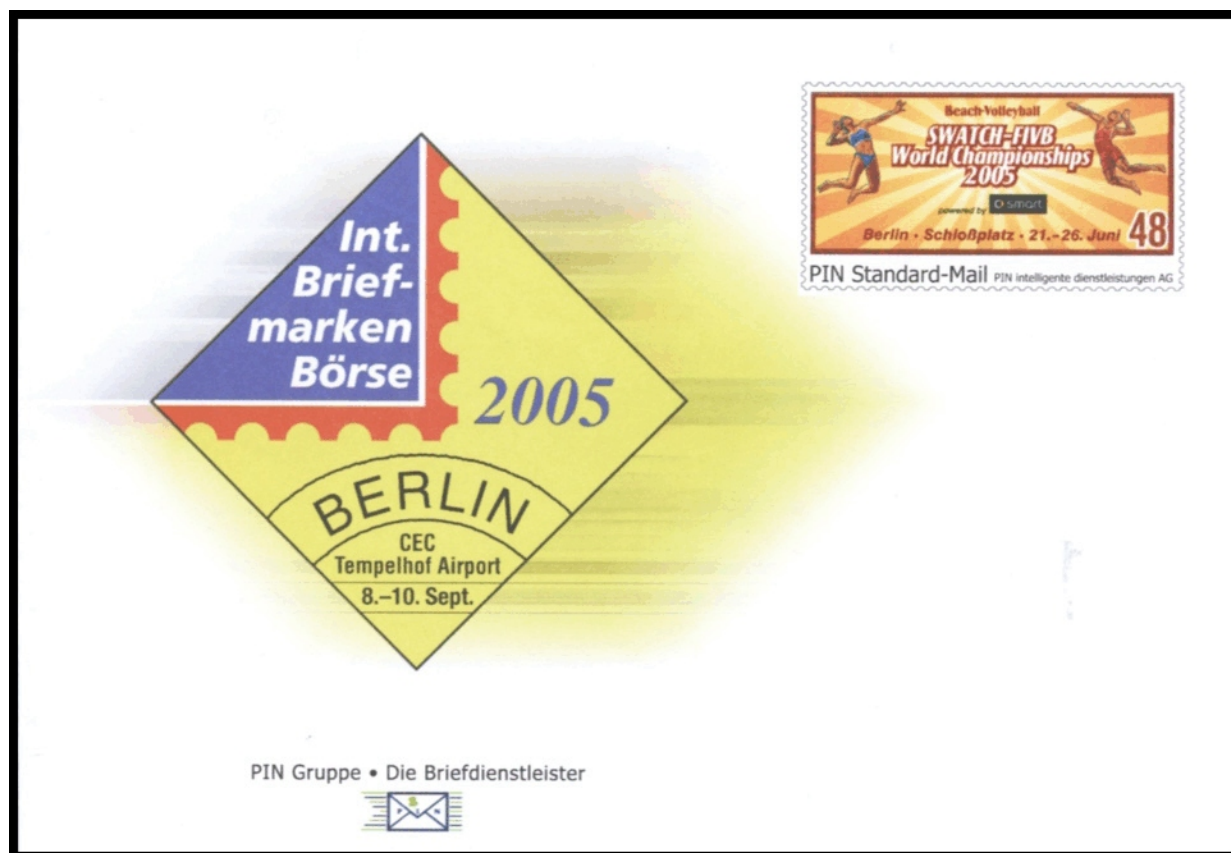 Int.
Brief-
marken
Börse
2005
BERLIN
CEC
Tempelhof Airport
8.–10. Sept.
Beach-Volleyball
SWATCH-FIVB
World Championships
2005
powered by smart
Berlin · Schloßplatz · 21.–26. Juni 48
PIN Standard-Mail PIN intelligente dienstleistungen AG
PIN Gruppe • Die Briefdienstleister
P I N